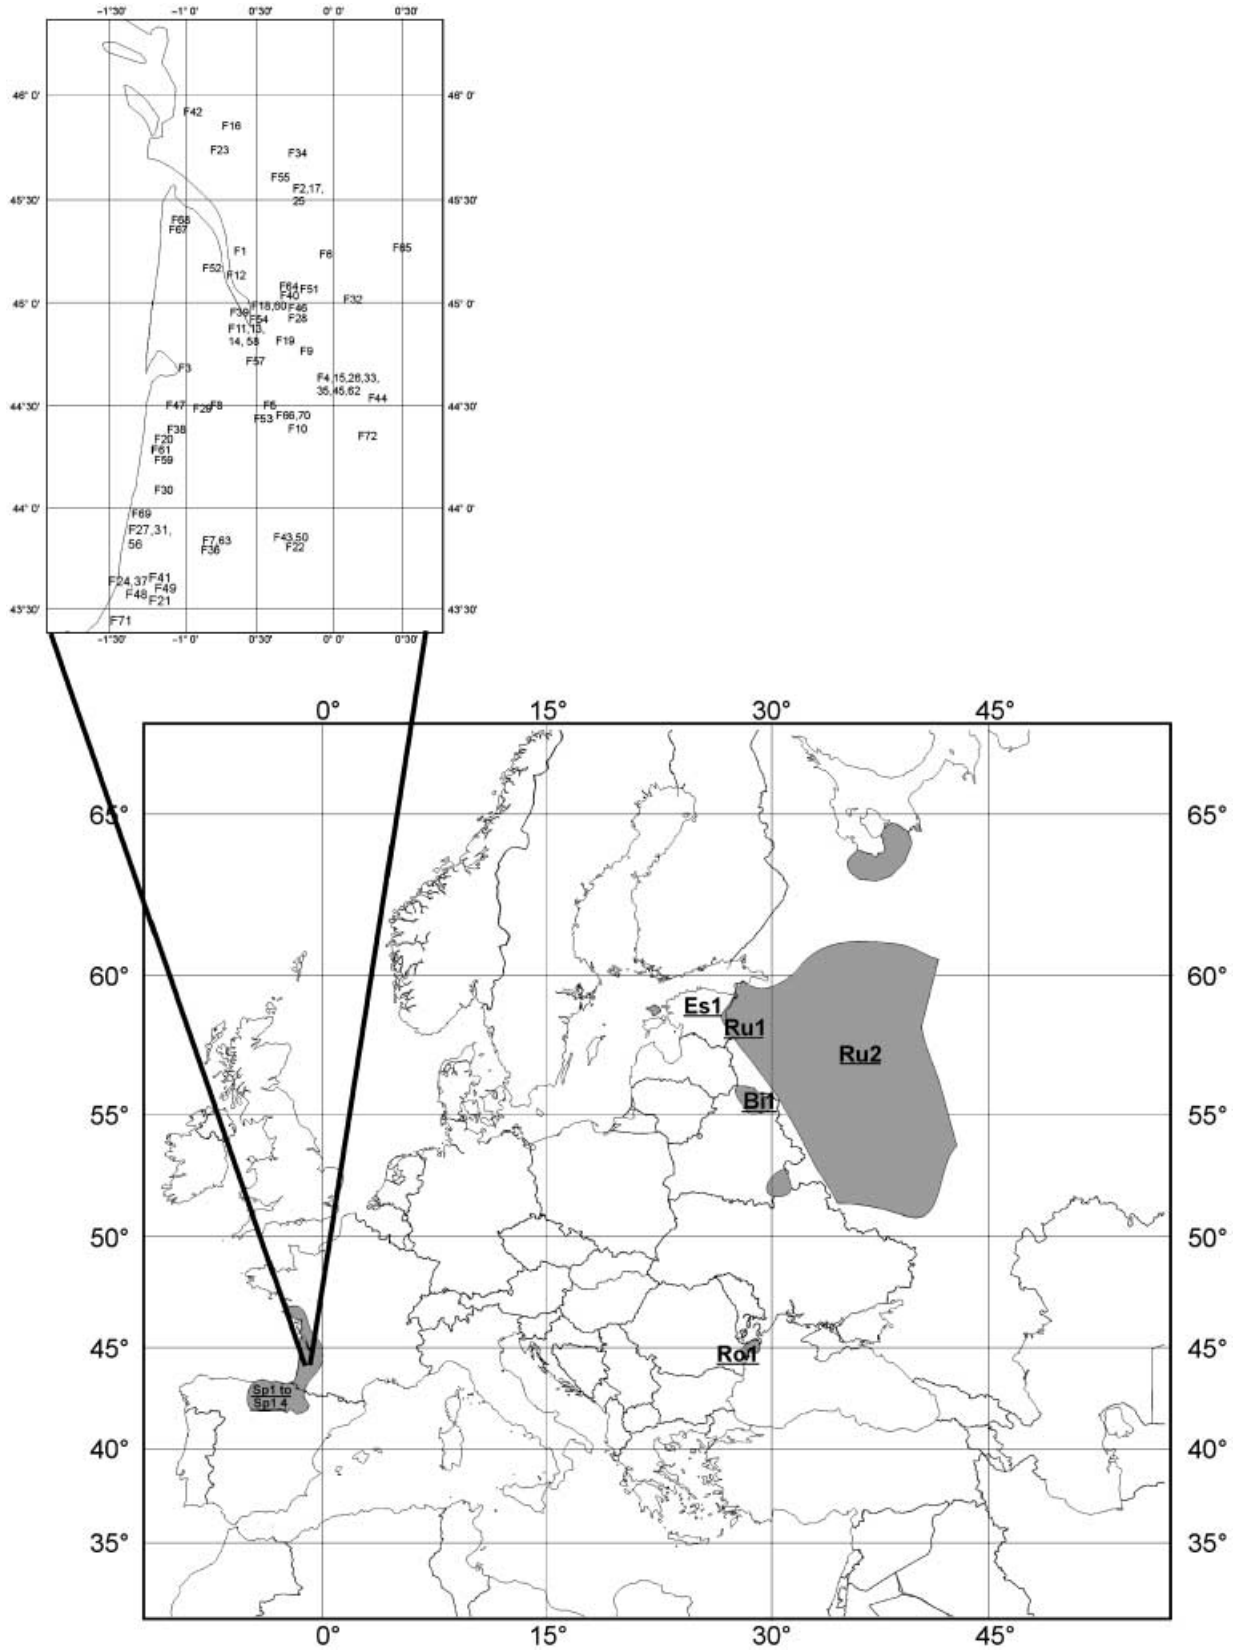 -1°30' -1° 0' 0°30' 0° 0' 0°30'
46° 0' 46° 0'
F42
F16
F23
F34
F55
F2,17,
25
45°30' 45°30'
F68
F67
F1
F6
F65
F52
F12
F64
F51
F40
F32
45° 0' 45° 0'
F18,60
F46
F39
F54
F28
F11,13,
14, 58
F19
F9
F57
F3
F4,15,26,33,
35,45,62
F44
44°30' 44°30'
F47
F29
F8
F5
F53
F66,70
F10
F38
F20
F72
F61
F59
F30
44° 0' 44° 0'
F69
F27,31,
56
F7,63
F36
F43,50
F22
F24,37
F41
F49
F48
F21
43°30' 43°30'
F71
-1°30' -1° 0' 0°30' 0° 0' 0°30'
0° 15° 30° 45°
65° 65°
60° 60°
Es1
Ru1
Ru2
Bi1
55° 55°
50° 50°
45° 45°
Ro1
Sp1 to
Sp1 4
40° 40°
35° 35°
0° 15° 30° 45°